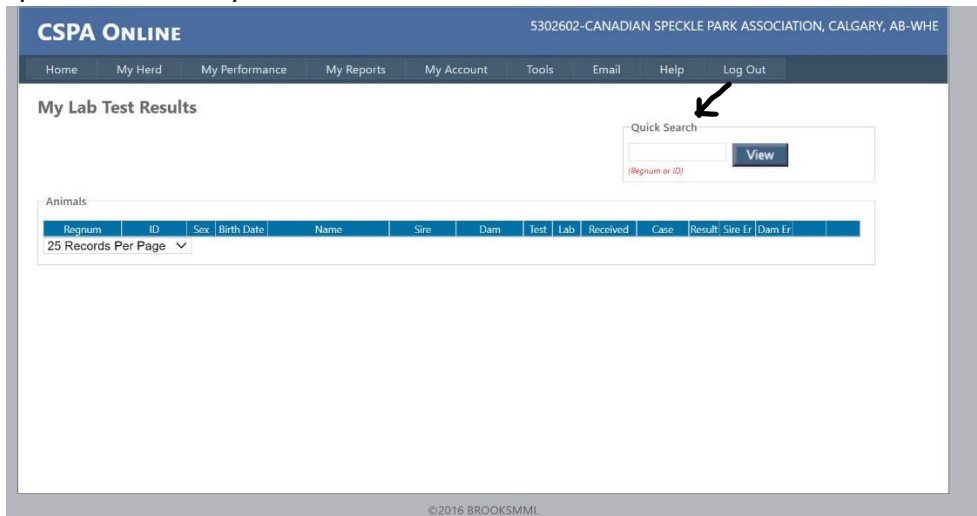 CSPA ONLINE
5302602-CANADIAN SPECKLE PARK ASSOCIATION, CALGARY, AB-WHE
Home My Herd My Performance My Reports My Account Tools Email Help Log Out
My Lab Test Results
Quick Search
View
(Regnum or ID)
Animals
Regnum ID Sex Birth Date Name Sire Dam Test Lab Received Case Result Sire Er Dam Er
25 Records Per Page
©2016 BROOKSMMI.